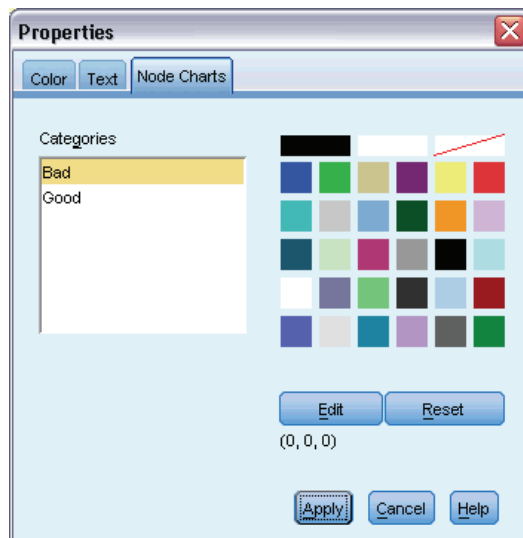 Properties
Color Text Node Charts
Categories
Bad
Good
Edit Reset
(0, 0, 0)
Apply Cancel Help